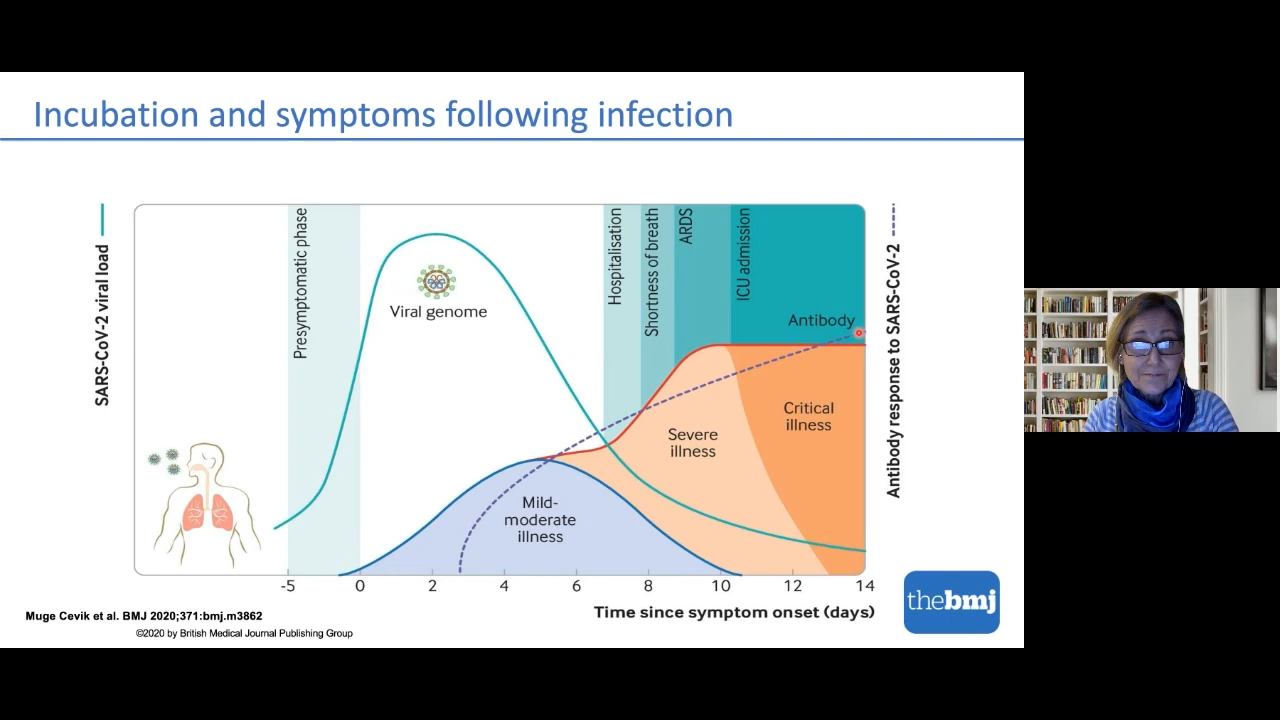 Incubation and symptoms following infection
SARS-CoV-2 viral load
Presymptomatic phase
Viral genome
Hospitalisation
Shortness of breath
ARDS
ICU admission
Antibody
Antibody response to SARS-CoV-2
Mild-
moderate
illness
Severe
illness
Critical
illness
-5 0 2 4 6 8 10 12 14
Time since symptom onset (days)
Muge Cevik et al. BMJ 2020;371:bmj.m3862
©2020 by British Medical Journal Publishing Group
thebmj